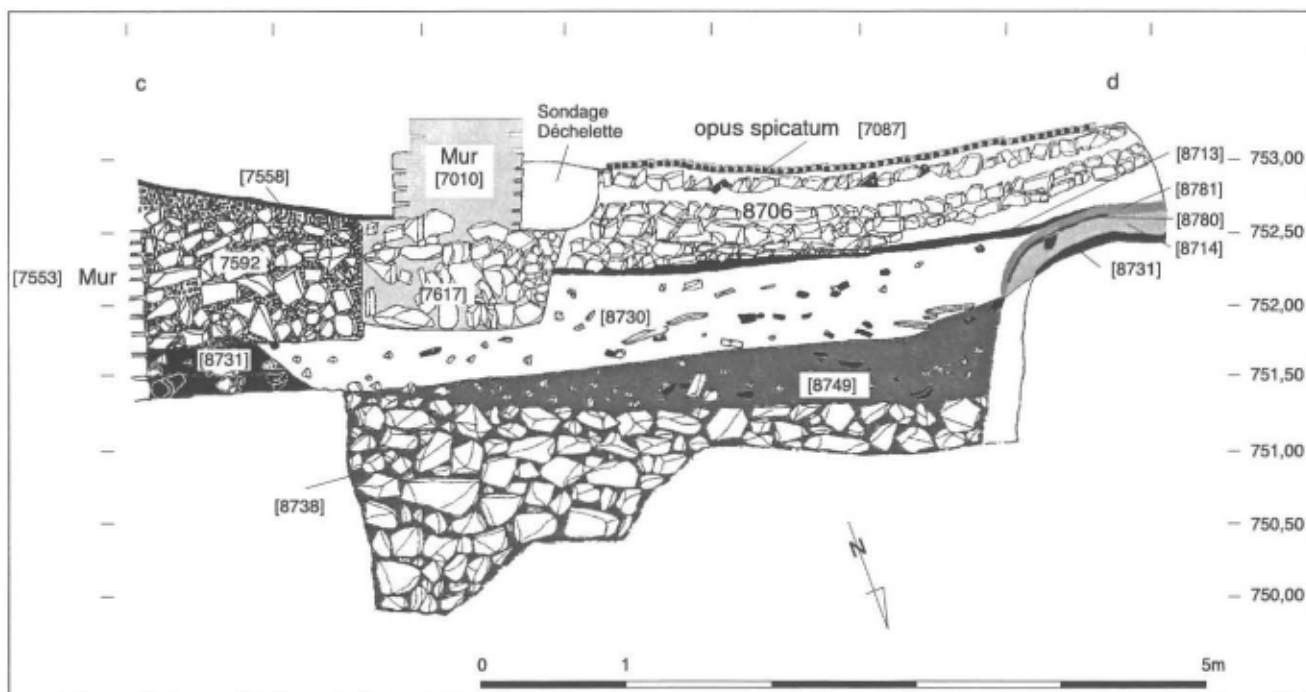 c
d
Sondage
Déchelette
opus spicatum [7087]
Mur
[7010]
[7558]
[8713]
753,00
[8781]
8706
[8780]
752,50
[8714]
7592
[8731]
[7553] Mur
[7617]
752,00
[8730]
[8731]
751,50
[8749]
751,00
[8738]
750,50
N
750,00
0
1
5m